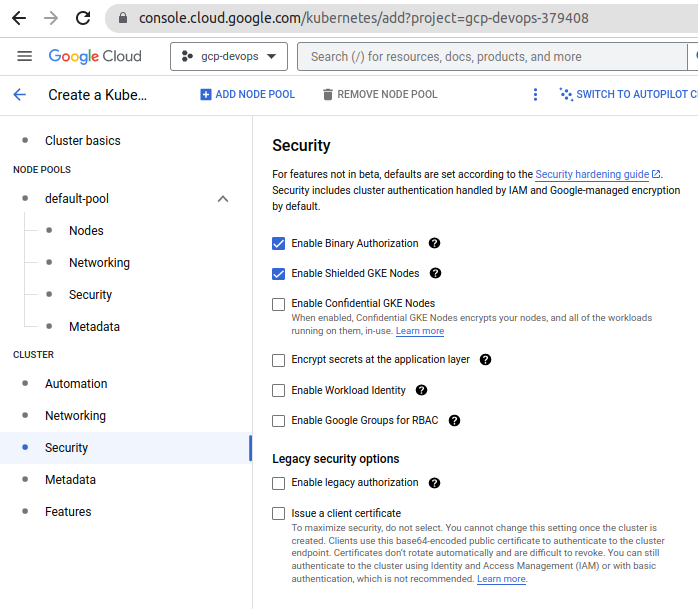 console.cloud.google.com/kubernetes/add?project=gcp-devops-379408
Google Cloud
gcp-devops
Search (/) for resources, docs, products, and more
Create a Kube...
ADD NODE POOL
REMOVE NODE POOL
SWITCH TO AUTOPILOT C
Cluster basics
NODE POOLS
default-pool
Nodes
Networking
Security
Metadata
CLUSTER
Automation
Networking
Security
Metadata
Features
Security
For features not in beta, defaults are set according to the Security hardening guide.
Security includes cluster authentication handled by IAM and Google-managed encryption
by default.
Enable Binary Authorization
Enable Shielded GKE Nodes
Enable Confidential GKE Nodes
When enabled, Confidential GKE Nodes encrypts your nodes, and all of the workloads
running on them, in-use. Learn more
Encrypt secrets at the application layer
Enable Workload Identity
Enable Google Groups for RBAC
Legacy security options
Enable legacy authorization
Issue a client certificate
To maximize security, do not select. You cannot change this setting once the cluster is
created. Clients use this base64-encoded public certificate to authenticate to the cluster
endpoint. Certificates don't rotate automatically and are difficult to revoke. You can still
authenticate to the cluster using Identity and Access Management (IAM) or with basic
authentication, which is not recommended. Learn more.